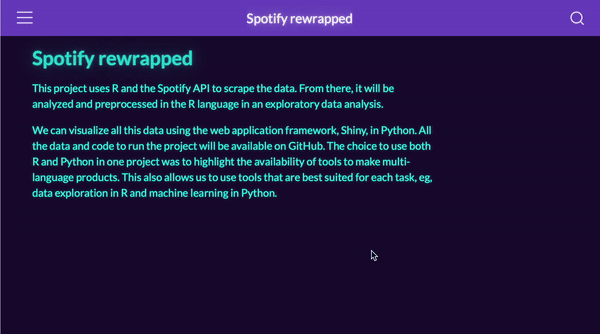 Spotify rewrapped
Spotify rewrapped
This project uses R and the Spotify API to scrape the data. From there, it will be
analyzed and preprocessed in the R language in an exploratory data analysis.
We can visualize all this data using the web application framework, Shiny, in Python. All
the data and code to run the project will be available on GitHub. The choice to use both
R and Python in one project was to highlight the availability of tools to make multi-
language products. This also allows us to use tools that are best suited for each task, eg,
data exploration in R and machine learning in Python.